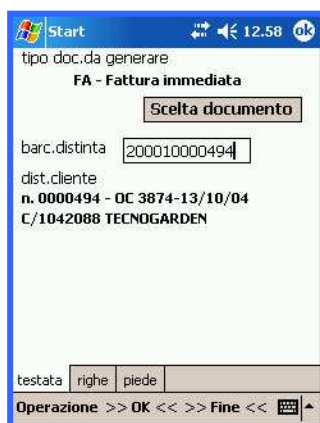 Start 12.58 ok
tipo doc.da generare
FA - Fattura immediata
Scelta documento
barc.distinta 200010000494
dist.cliente
n. 0000494 - OC 3874-13/10/04
C/1042088 TECNOGARDEN
testata righe piede
Operazione >> OK << >> Fine <<